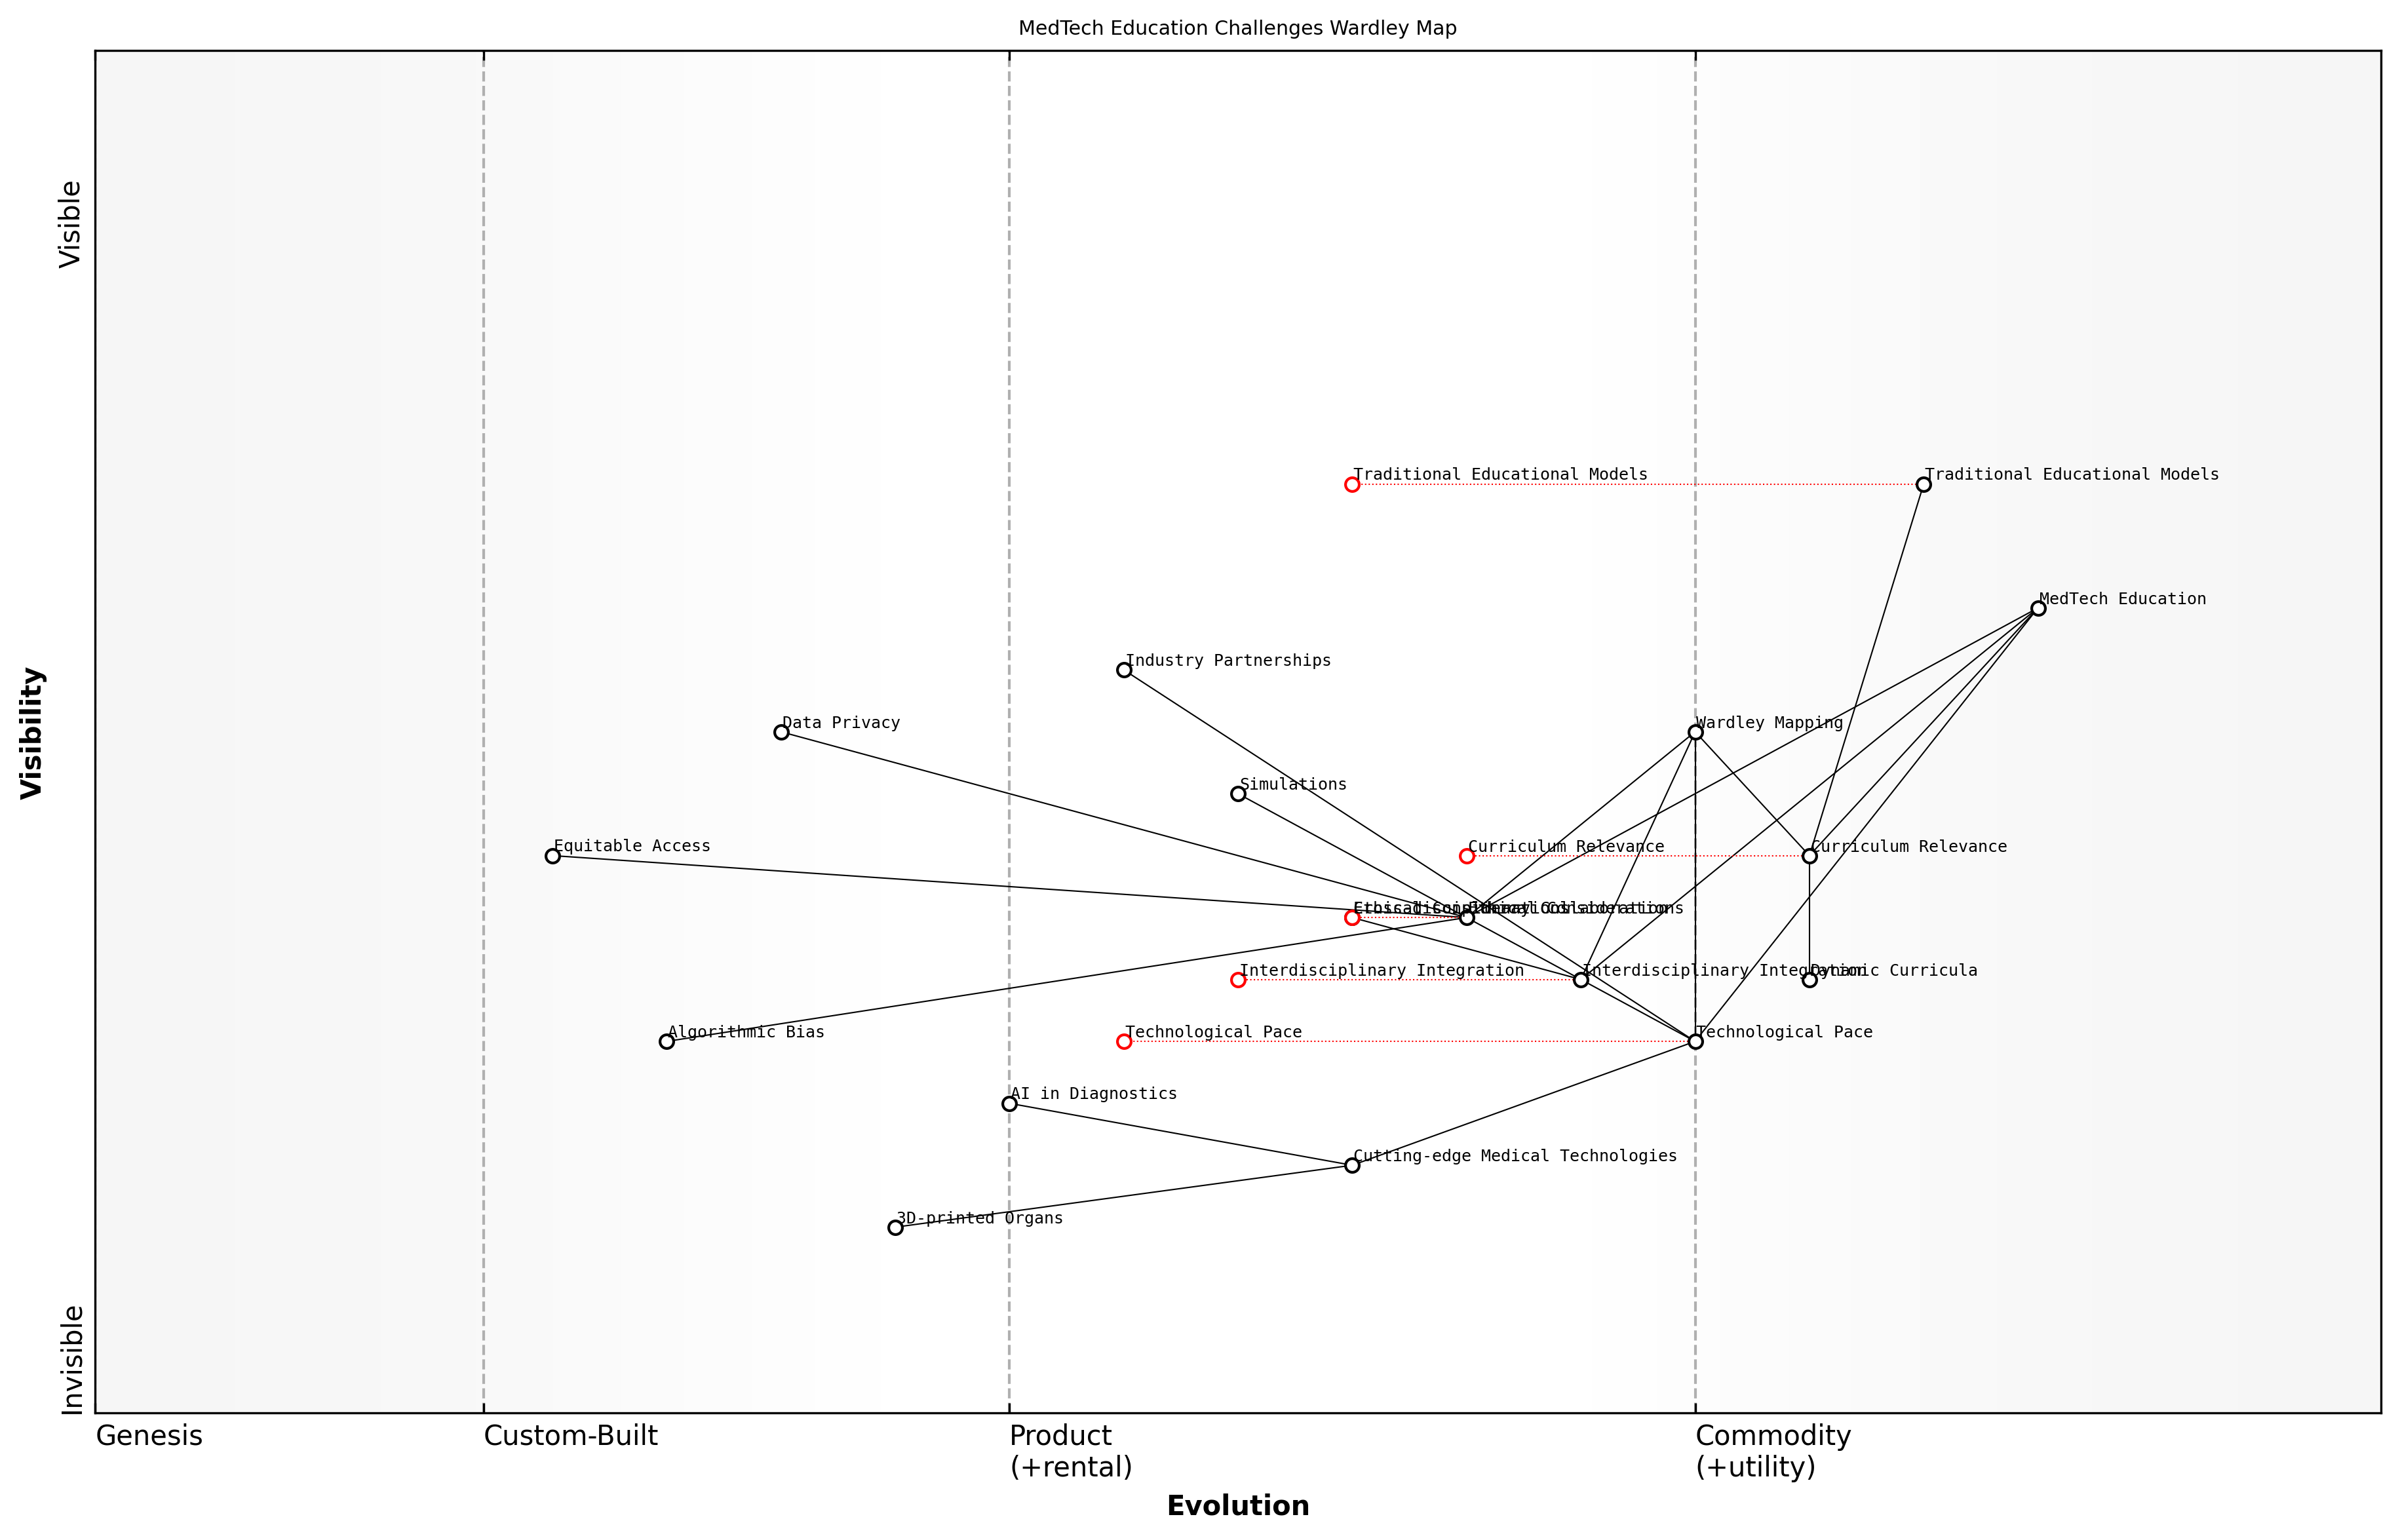 MedTech Education Challenges Wardley Map
Visible
Traditional Educational Models
Traditional Educational Models
MedTech Education
Industry Partnerships
Data Privacy
Wardley Mapping
Simulations
Equitable Access
Curriculum Relevance
Curriculum Relevance
Visibility
Ethical Considerations
Interdisciplinary Integration
Interdisciplinary Integration
Dynamic Curricula
Algorithmic Bias
Technological Pace
Technological Pace
AI in Diagnostics
Cutting-edge Medical Technologies
3D-printed Organs
Invisible
Genesis
Custom-Built
Product
(+rental)
Commodity
(+utility)
Evolution